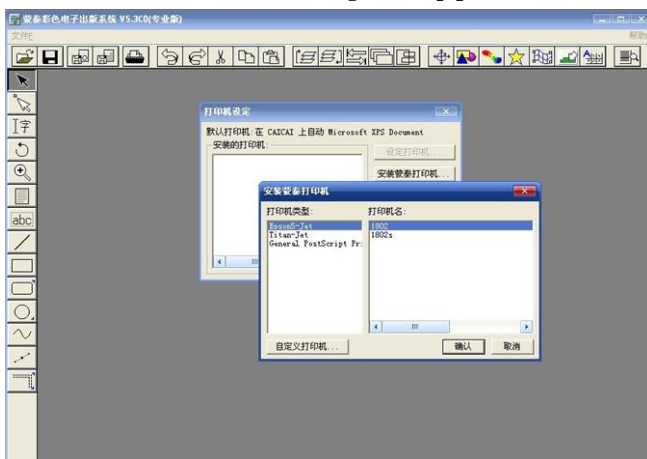 蒙泰彩色电子出版系统 V5.3C0(专业版)
文件E
帮助
字
abc
打印机设定
默认打印机:在 CAICAI 上自动 Microsoft XPS Document
安装的打印机:
设定打印机...
安装蒙泰打印机...
安装蒙泰打印机
打印机类型:
打印机名:
EpsonS-Jet
1802
Titan-Jet
1802s
General PostScript Pr:
自定义打印机...
确认
取消